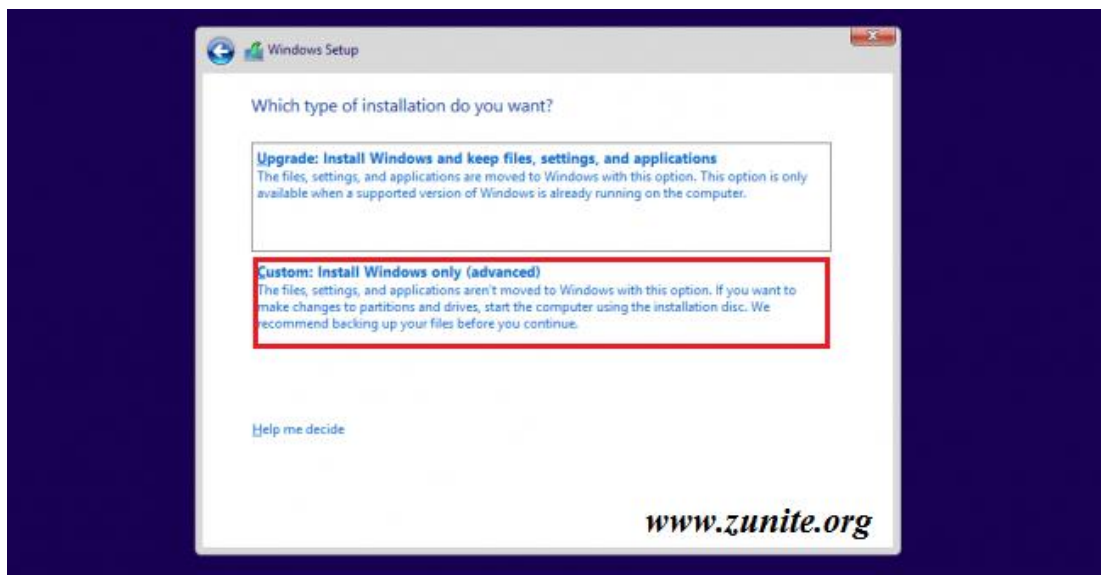 Windows Setup
Which type of installation do you want?
Upgrade: Install Windows and keep files, settings, and applications
The files, settings, and applications are moved to Windows with this option. This option is only
available when a supported version of Windows is already running on the computer.
Custom: Install Windows only (advanced)
The files, settings, and applications aren't moved to Windows with this option. If you want to
make changes to partitions and drives, start the computer using the installation disc. We
recommend backing up your files before you continue.
Help me decide
www.zunite.org